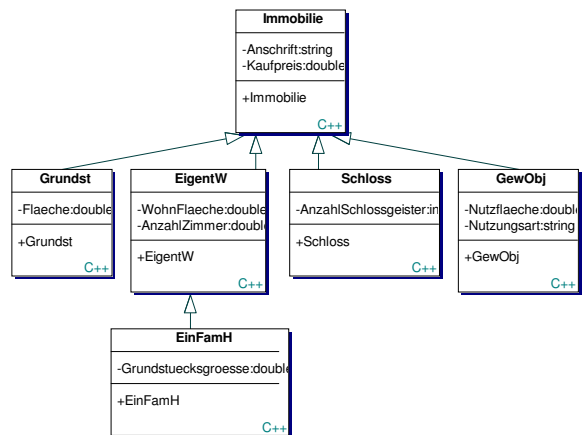 Immobilie
-Anschrift:string
-Kaufpreis:double
+Immobilie
C++
Grundst
-Flaeche:double
+Grundst
C++
EigentW
-WohnFlaeche:double
-AnzahlZimmer:double
+EigentW
C++
Schloss
-AnzahlSchlossgeister:in
+Schloss
C++
GewObj
-Nutzflaeche:double
-Nutzungsart:string
+GewObj
C++
EinFamH
-Grundstuecksgroesse:double
+EinFamH
C++